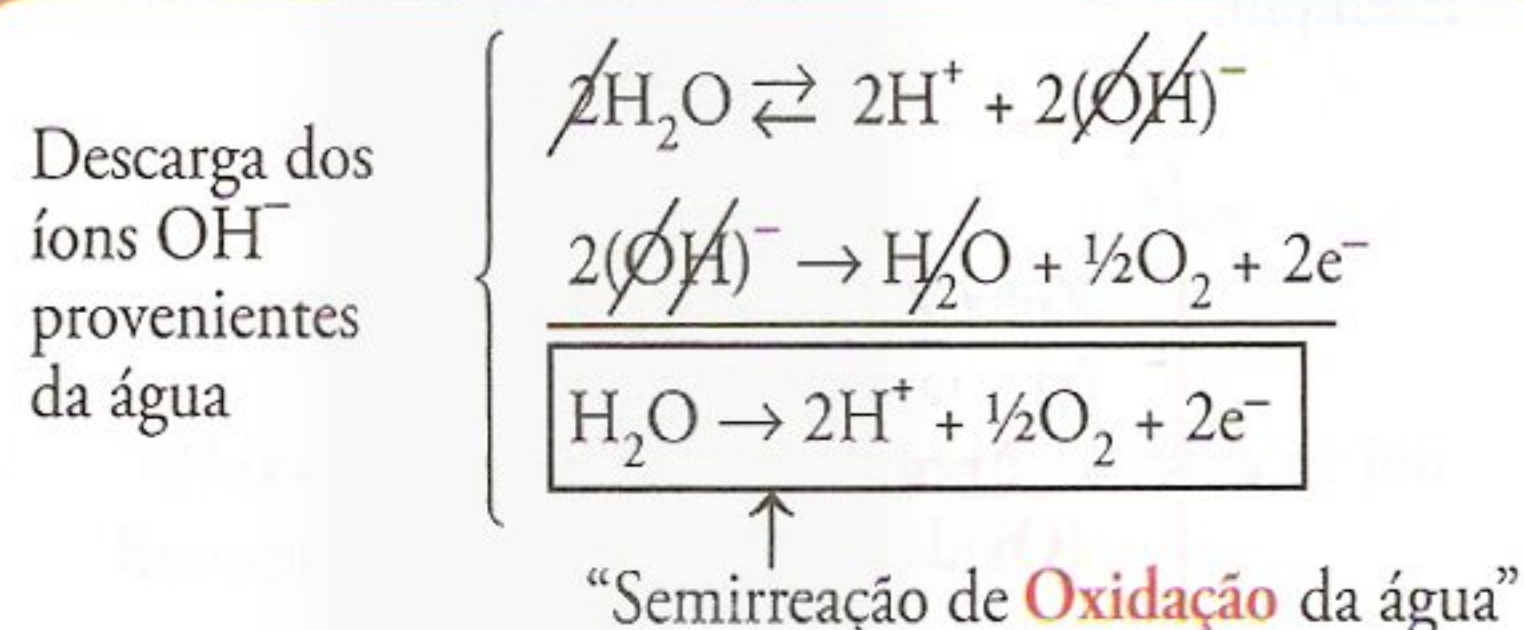 Descarga dos
íons OH⁻
provenientes
da água
2H₂O ⇄ 2H⁺ + 2(OH)⁻
2(OH)⁻ → H₂O + ½O₂ + 2e⁻
H₂O → 2H⁺ + ½O₂ + 2e⁻
“Semirreação de Oxidação da água”